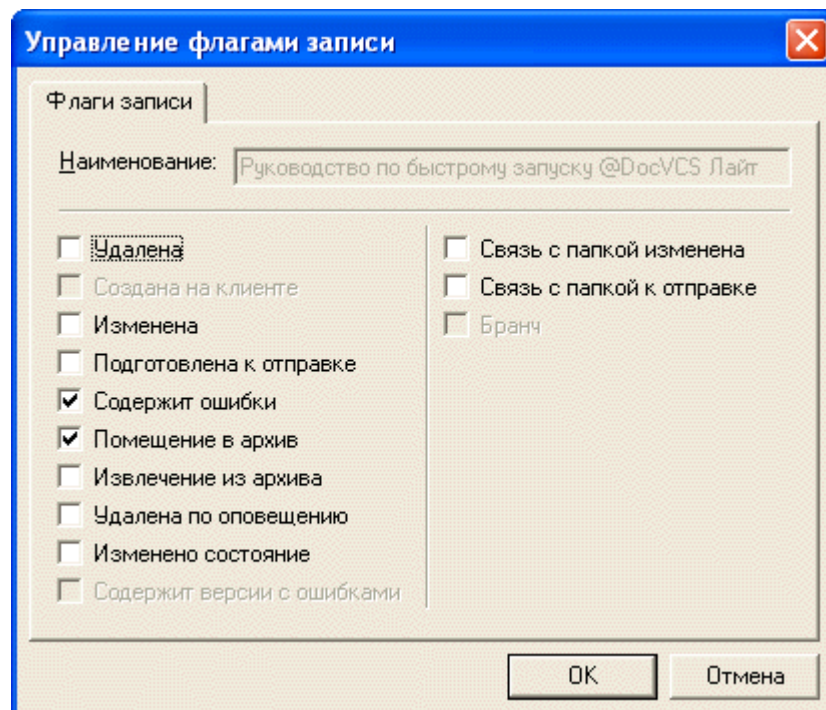 Управление флагами записи
Флаги записи
Наименование: Руководство по быстрому запуску @DocVCS Лайт
Удалена
Создана на клиенте
Изменена
Подготовлена к отправке
Содержит ошибки
Помещение в архив
Извлечение из архива
Удалена по оповещению
Изменено состояние
Содержит версии с ошибками
Связь с папкой изменена
Связь с папкой к отправке
Бранч
OK
Отмена